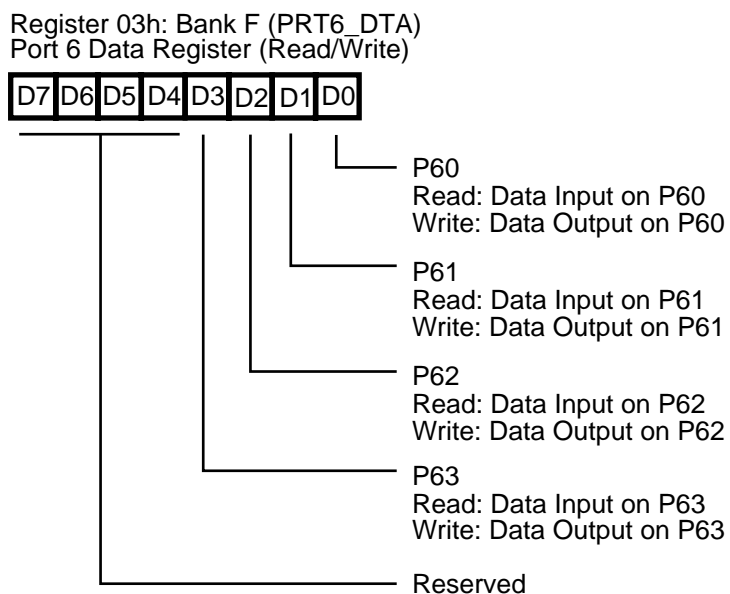 Register 03h: Bank F (PRT6_DTA)
Port 6 Data Register (Read/Write)
D7 D6 D5 D4 D3 D2 D1 D0
P60
Read: Data Input on P60
Write: Data Output on P60
P61
Read: Data Input on P61
Write: Data Output on P61
P62
Read: Data Input on P62
Write: Data Output on P62
P63
Read: Data Input on P63
Write: Data Output on P63
Reserved